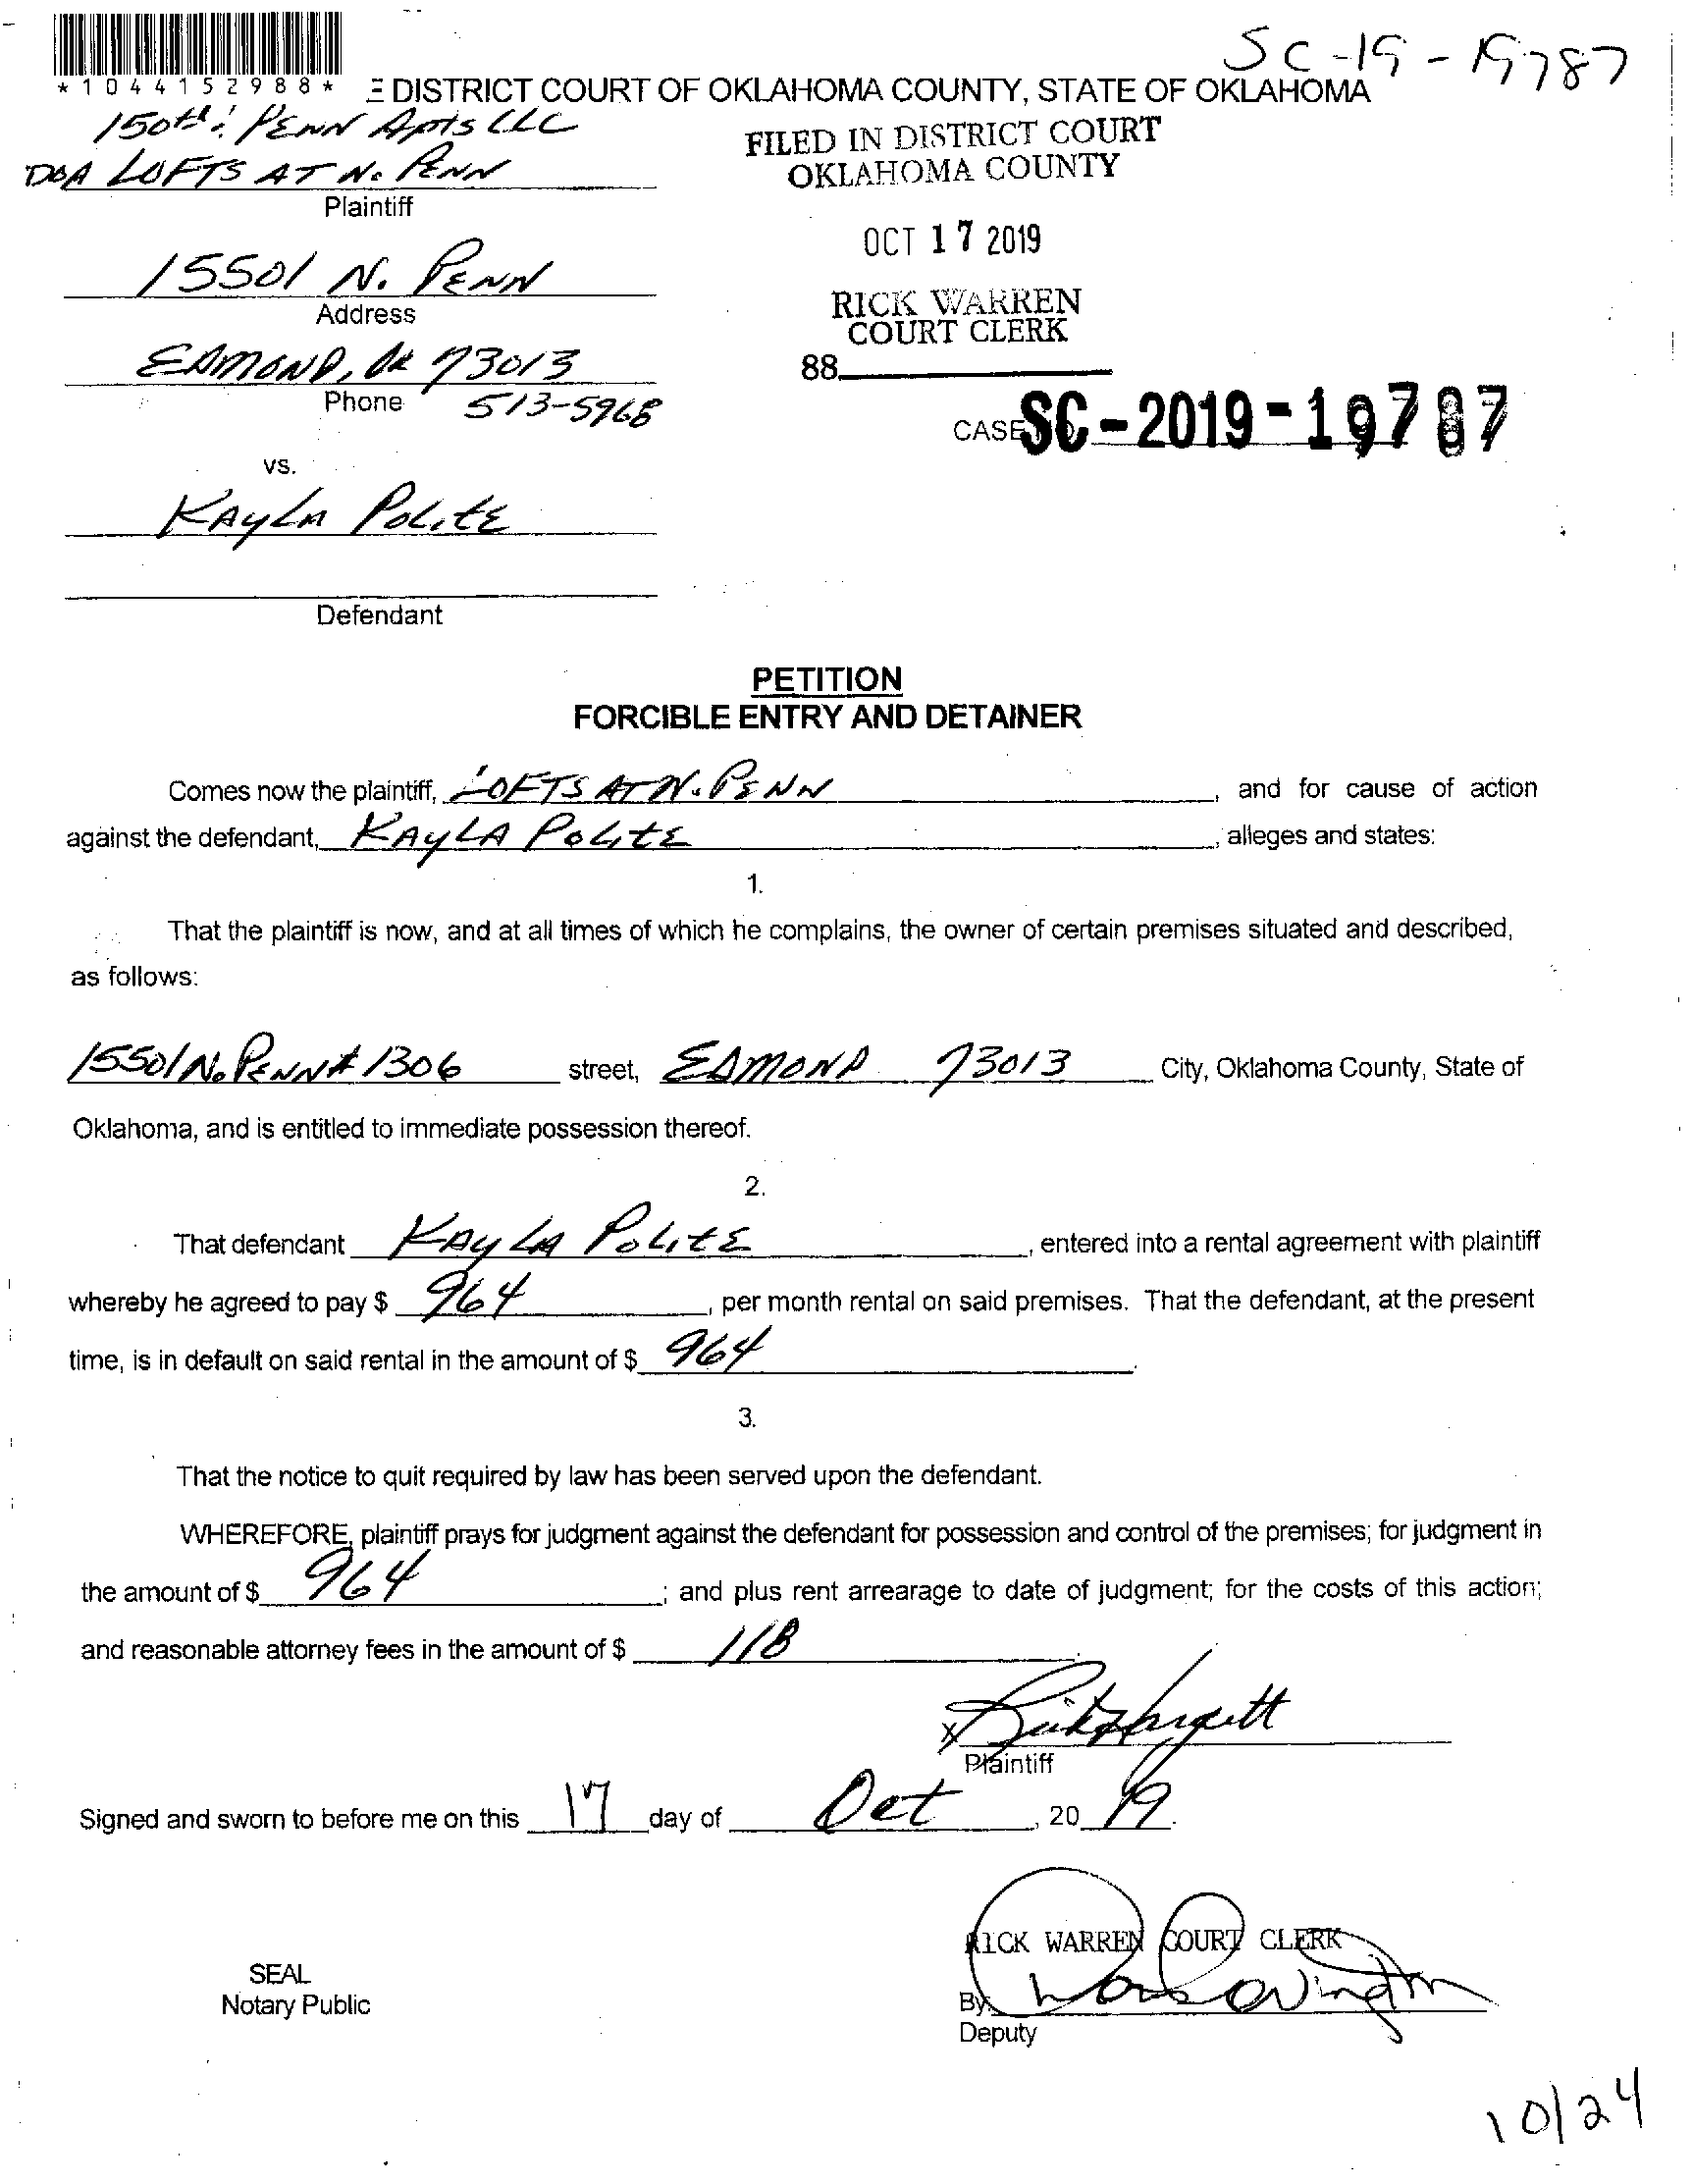 SC-19-19787
*1044152988*
E DISTRICT COURT OF OKLAHOMA COUNTY, STATE OF OKLAHOMA
150th & PENN Apts LLC
DBA LOFTS AT N. PENN
Plaintiff
FILED IN DISTRICT COURT
OKLAHOMA COUNTY
OCT 17 2019
RICK WARREN
COURT CLERK
88
15501 N. PENN
Address
EDMOND, OK 73013
Phone 513-5968
CASE SC-2019-19787
vs.
KAYLA POLITE
Defendant
PETITION
FORCIBLE ENTRY AND DETAINER
Comes now the plaintiff, LOFTS AT N. PENN, and for cause of action
against the defendant, KAYLA POLITE, alleges and states:
1.
That the plaintiff is now, and at all times of which he complains, the owner of certain premises situated and described,
as follows:
15501 N. PENN # 1306 street, EDMOND 73013 City, Oklahoma County, State of
Oklahoma, and is entitled to immediate possession thereof.
2.
That defendant KAYLA POLITE, entered into a rental agreement with plaintiff
whereby he agreed to pay $ 964, per month rental on said premises. That the defendant, at the present
time, is in default on said rental in the amount of $ 964.
3.
That the notice to quit required by law has been served upon the defendant.
WHEREFORE, plaintiff prays for judgment against the defendant for possession and control of the premises; for judgment in
the amount of $ 964; and plus rent arrearage to date of judgment; for the costs of this action;
and reasonable attorney fees in the amount of $ 118.
X
Plaintiff
Signed and sworn to before me on this 17 day of Oct, 2019.
RICK WARREN COURT CLERK
SEAL
Notary Public
By
Deputy
10/24